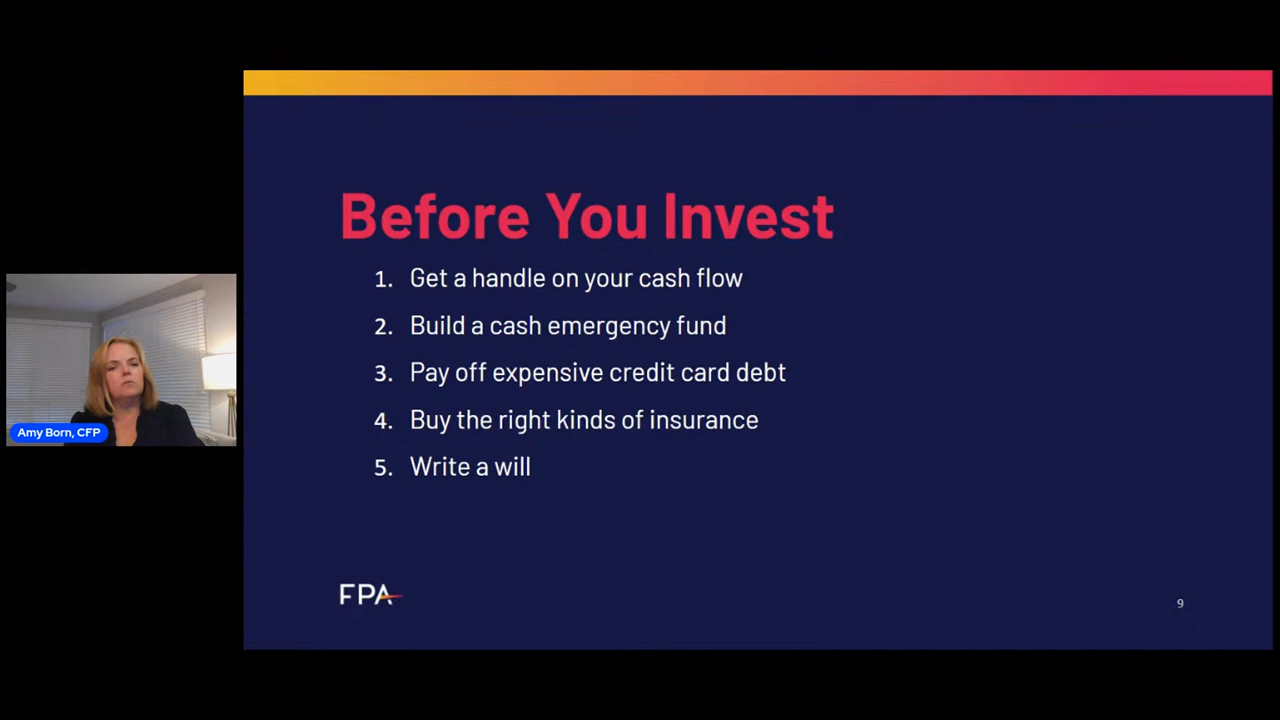 Before You Invest
1. Get a handle on your cash flow
2. Build a cash emergency fund
3. Pay off expensive credit card debt
4. Buy the right kinds of insurance
5. Write a will
Amy Born, CFP
FPA
9